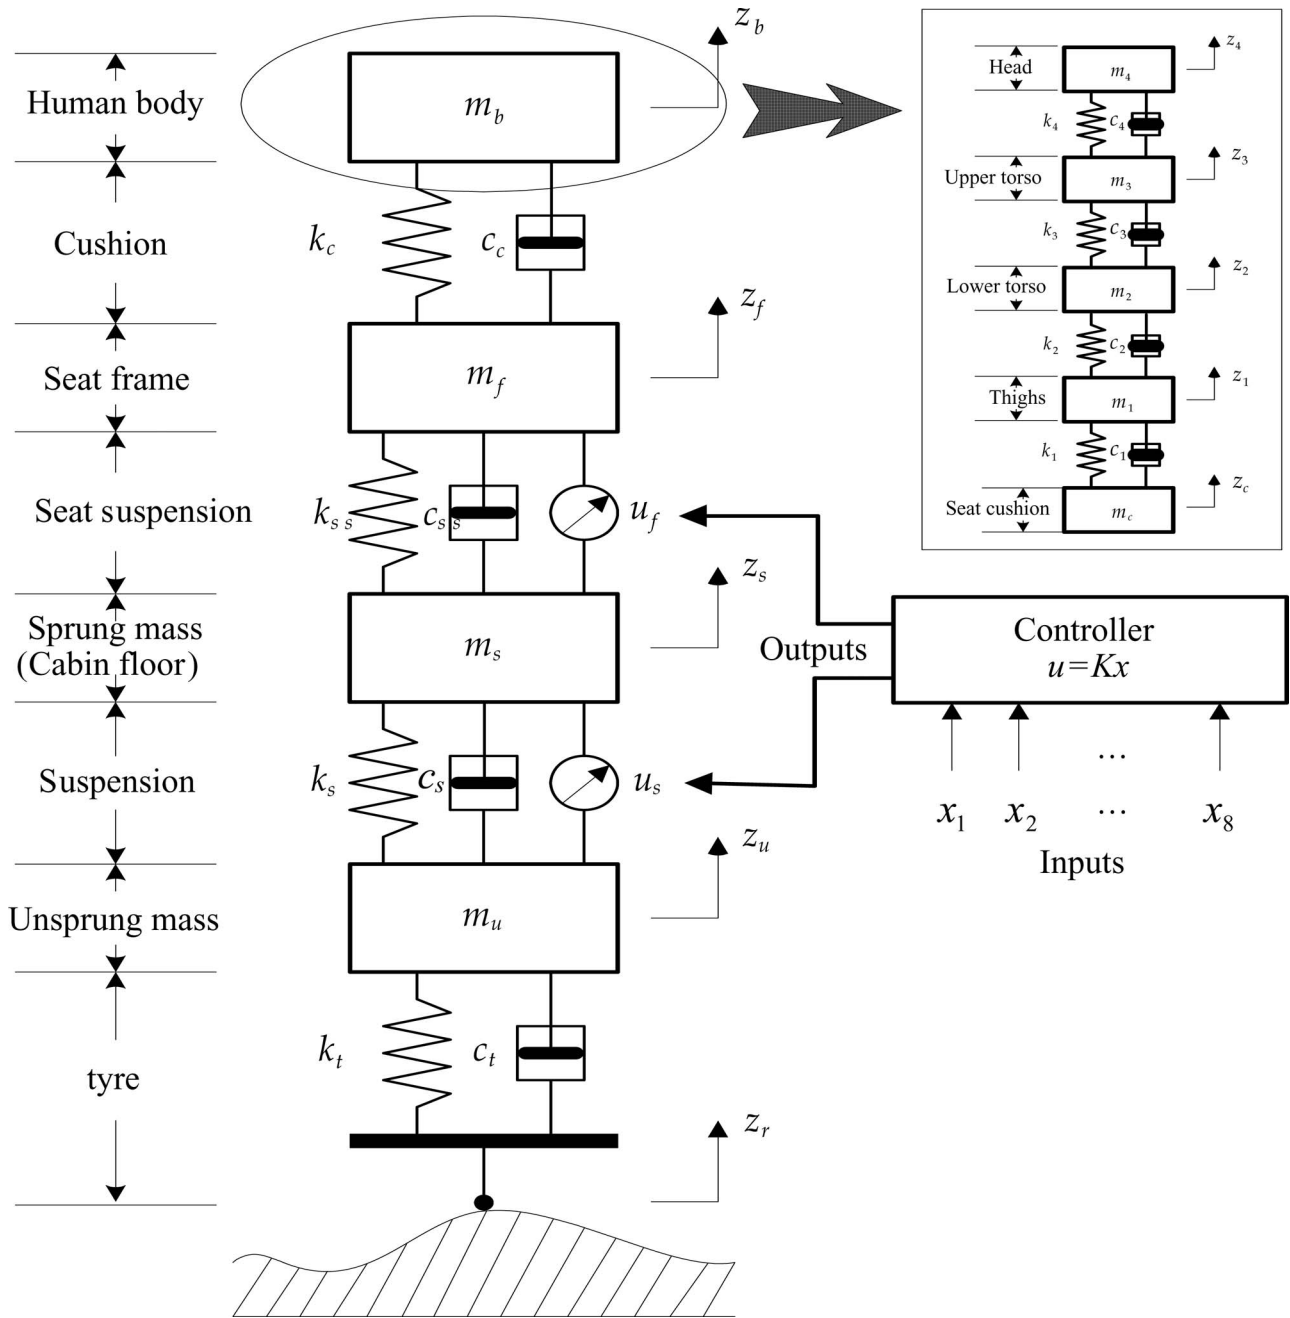 Human body
Cushion
Seat frame
Seat suspension
Sprung mass
(Cabin floor)
Suspension
Unsprung mass
tyre
z_b
m_b
k_c
c_c
z_f
m_f
k_ss
c_ss
u_f
z_s
m_s
k_s
c_s
u_s
z_u
m_u
k_t
c_t
z_r
z_4
Head
m_4
k_4
c_4
z_3
Upper torso
m_3
k_3
c_3
z_2
Lower torso
m_2
k_2
c_2
z_1
Thighs
m_1
k_1
c_1
z_c
Seat cushion
m_c
Controller
u=Kx
Outputs
...
x_1 x_2 ... x_8
Inputs